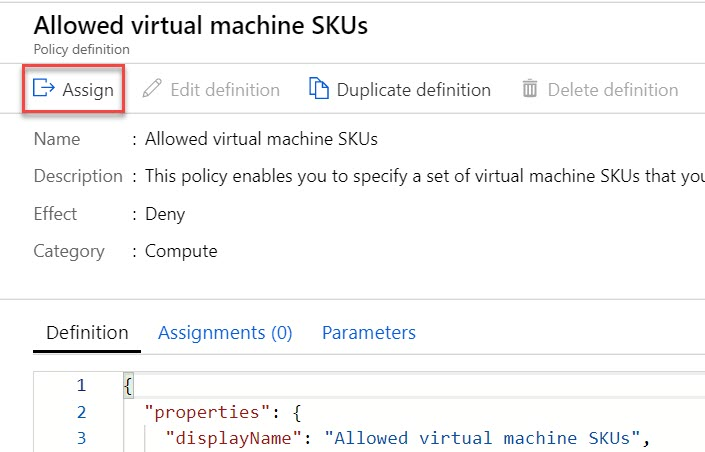 Allowed virtual machine SKUs
Policy definition
Assign Edit definition Duplicate definition Delete definition
Name : Allowed virtual machine SKUs
Description : This policy enables you to specify a set of virtual machine SKUs that you
Effect : Deny
Category : Compute
Definition Assignments (0) Parameters
1 {
2 "properties": {
3 "displayName": "Allowed virtual machine SKUs",